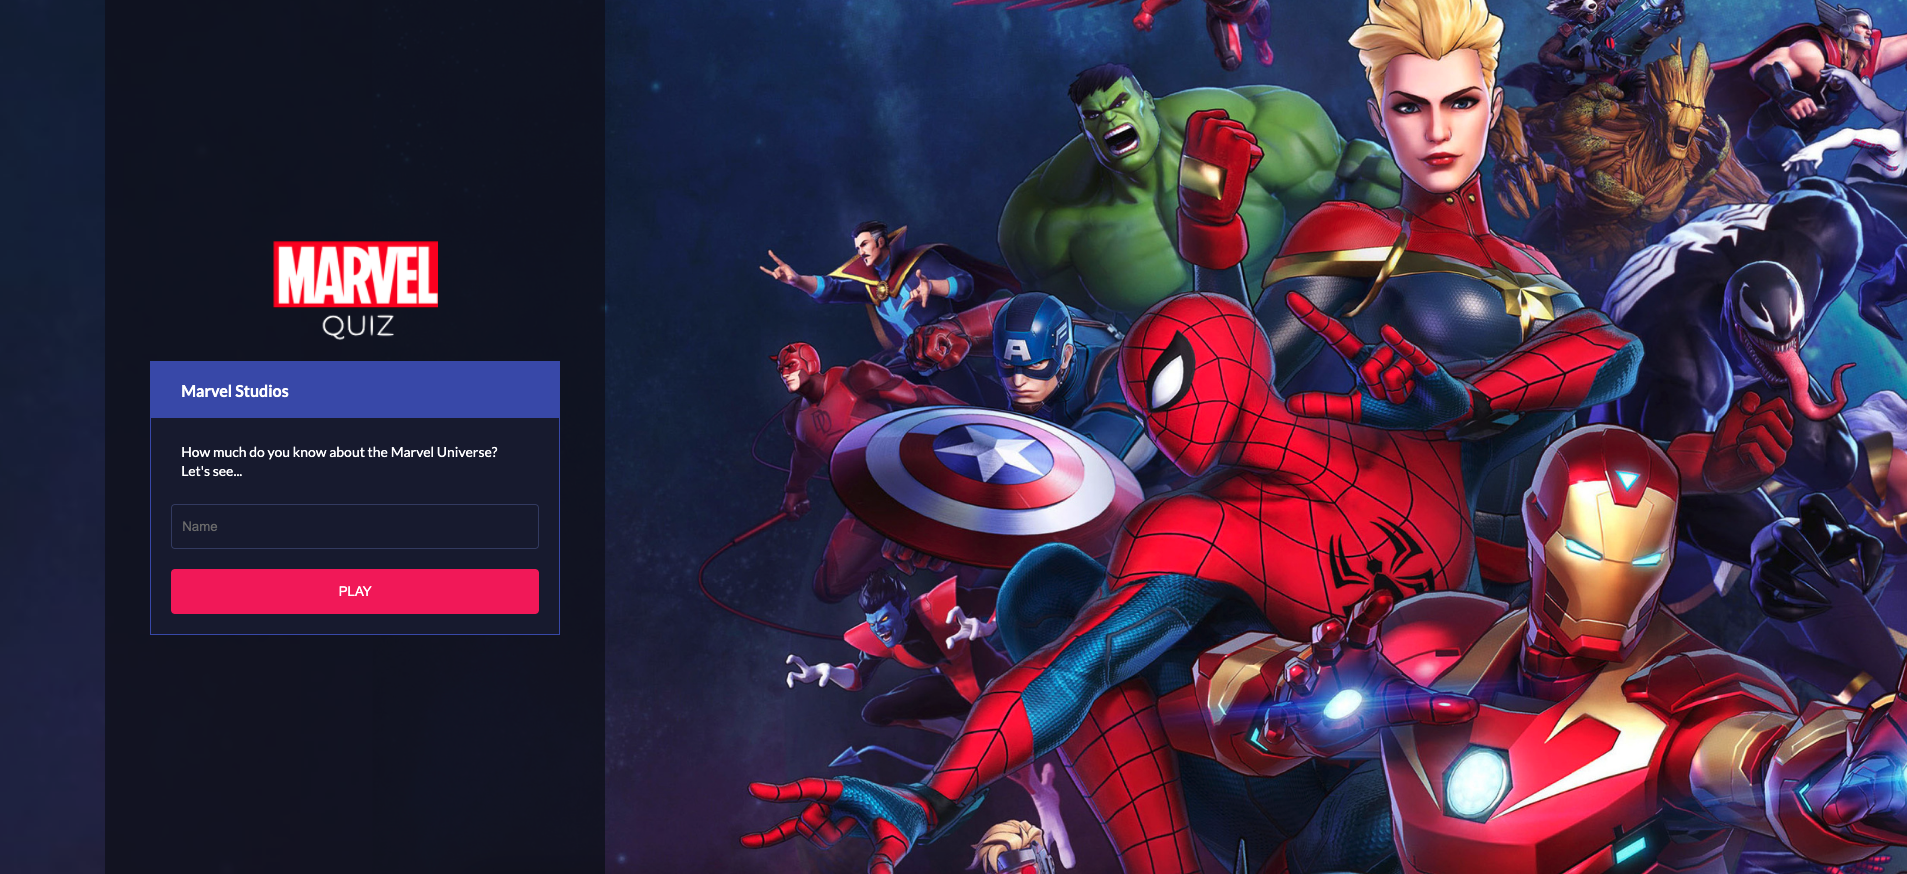 MARVEL
QUIZ
Marvel Studios
How much do you know about the Marvel Universe?
Let's see...
Name
PLAY
A